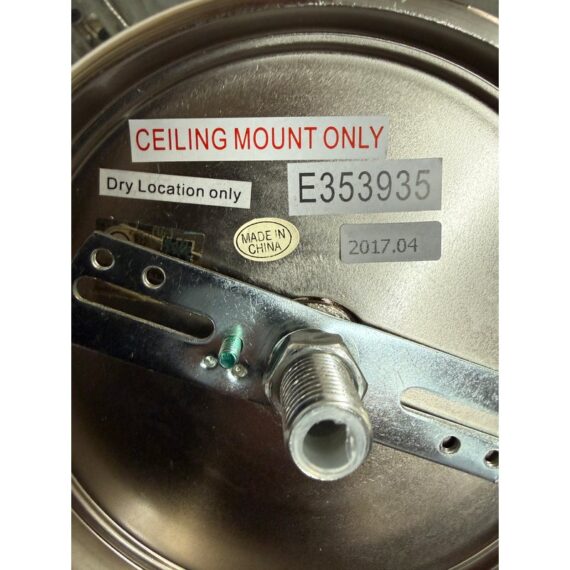 CEILING MOUNT ONLY
Dry Location only
E353935
MADE IN
CHINA
2017.04